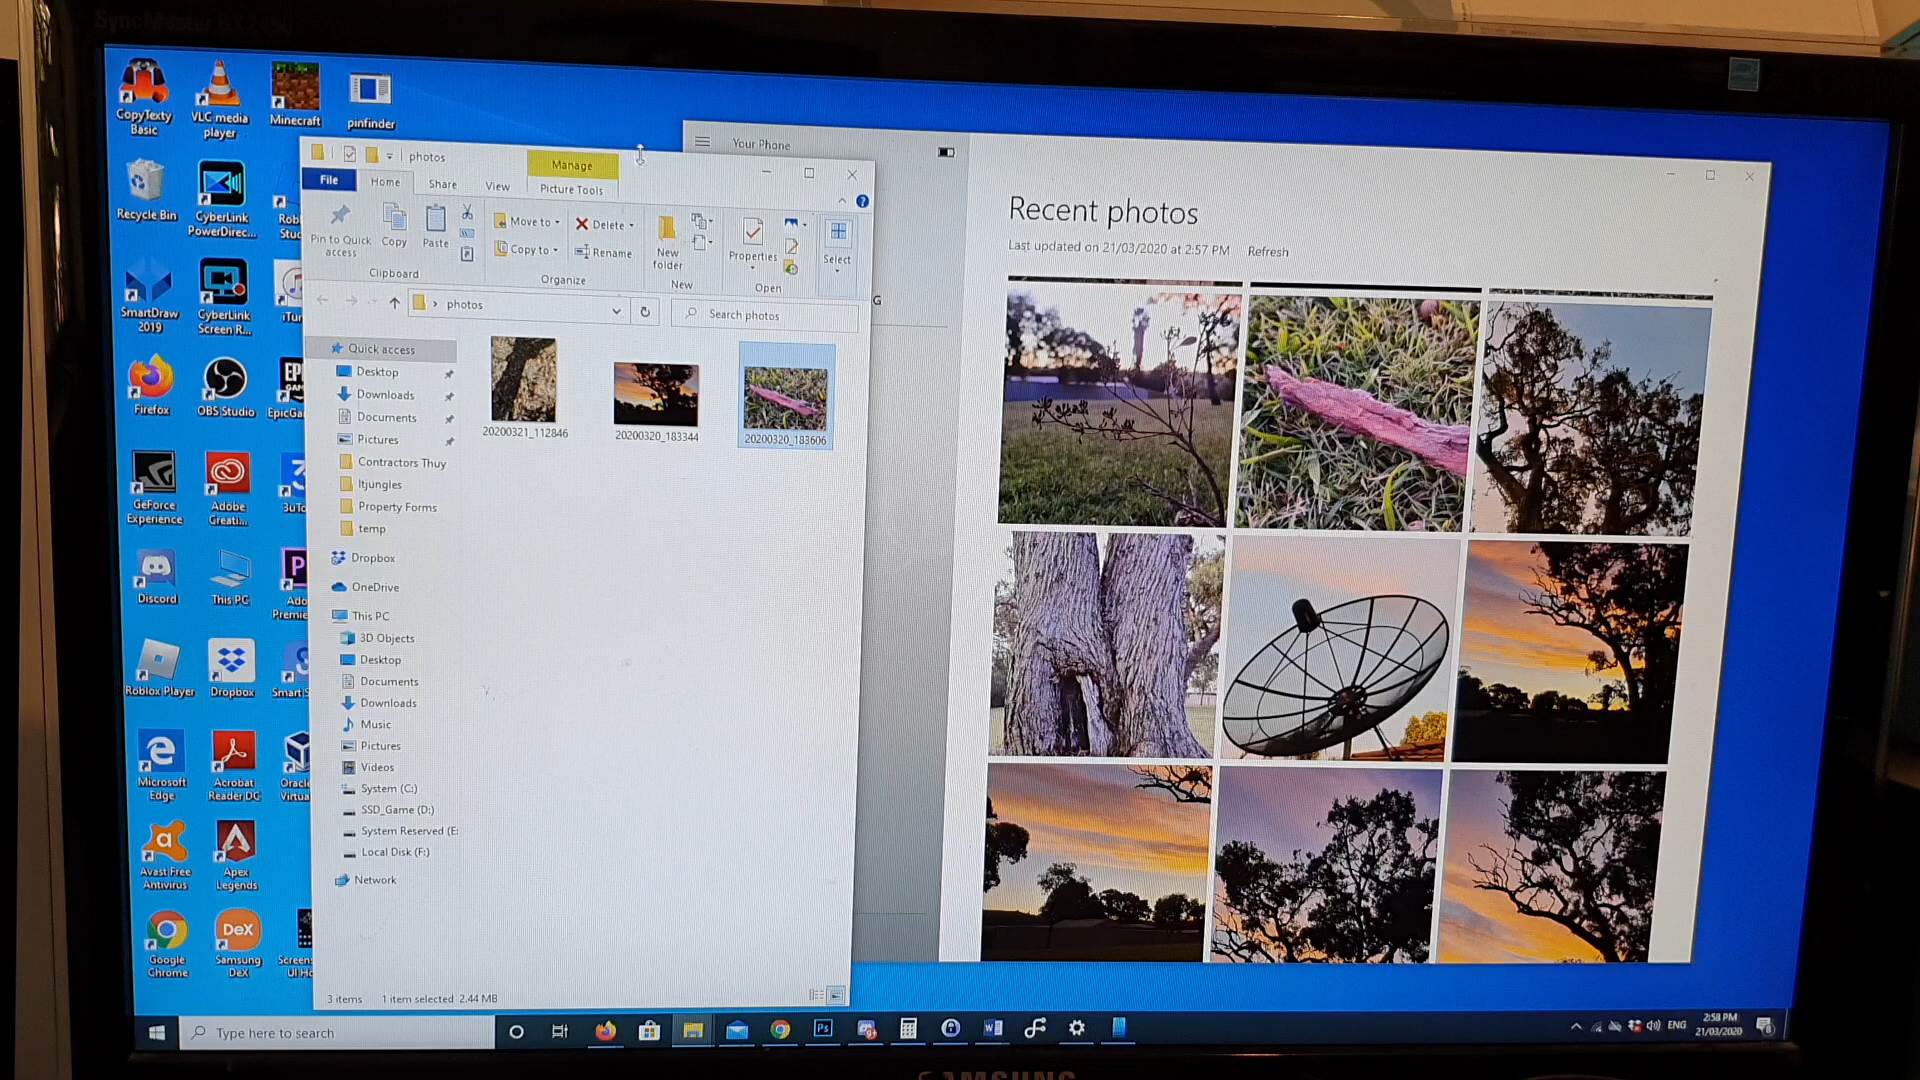 SyncMaster
CopyTexty Basic
VLC media player
Minecraft
pinfinder
Recycle Bin
CyberLink PowerDirec...
SmartDraw 2019
CyberLink Screen R...
Firefox
OBS Studio
GeForce Experience
Adobe Creati...
Discord
This PC
Roblox Player
Dropbox
Microsoft Edge
Acrobat Reader DC
Avast Free Antivirus
Apex Legends
Google Chrome
DeX
Samsung DeX
photos
Manage
File
Home
Share
View
Picture Tools
Pin to Quick access
Copy
Paste
Move to
Copy to
Delete
Rename
New folder
Properties
Select
Clipboard
Organize
New
Open
photos
Search photos
Quick access
Desktop
Downloads
Documents
Pictures
Contractors Thuy
ltjungles
Property Forms
temp
Dropbox
OneDrive
This PC
3D Objects
Desktop
Documents
Downloads
Music
Pictures
Videos
System (C:)
SSD_Game (D:)
System Reserved (E:
Local Disk (F:)
Network
20200321_112846
20200320_183344
20200320_183606
3 items
1 item selected 2.44 MB
Your Phone
Recent photos
Last updated on 21/03/2020 at 2:57 PM Refresh
Type here to search
Ps
ENG
2:58 PM
21/03/2020
SAMSUNG